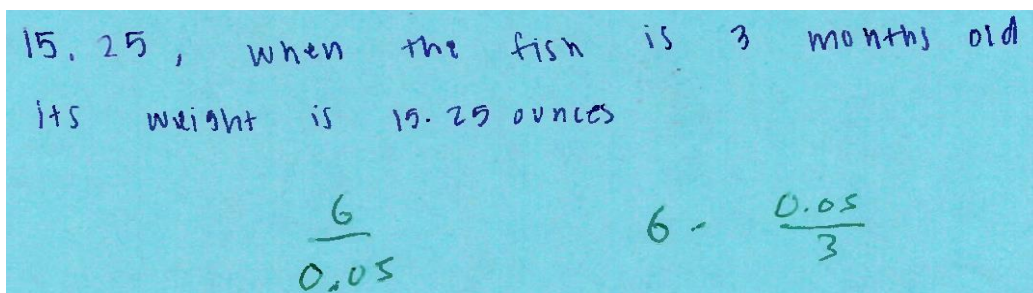 15.25, when the fish is 3 months old
its weight is 15.25 ounces
6/0.05 6 - 0.05/3